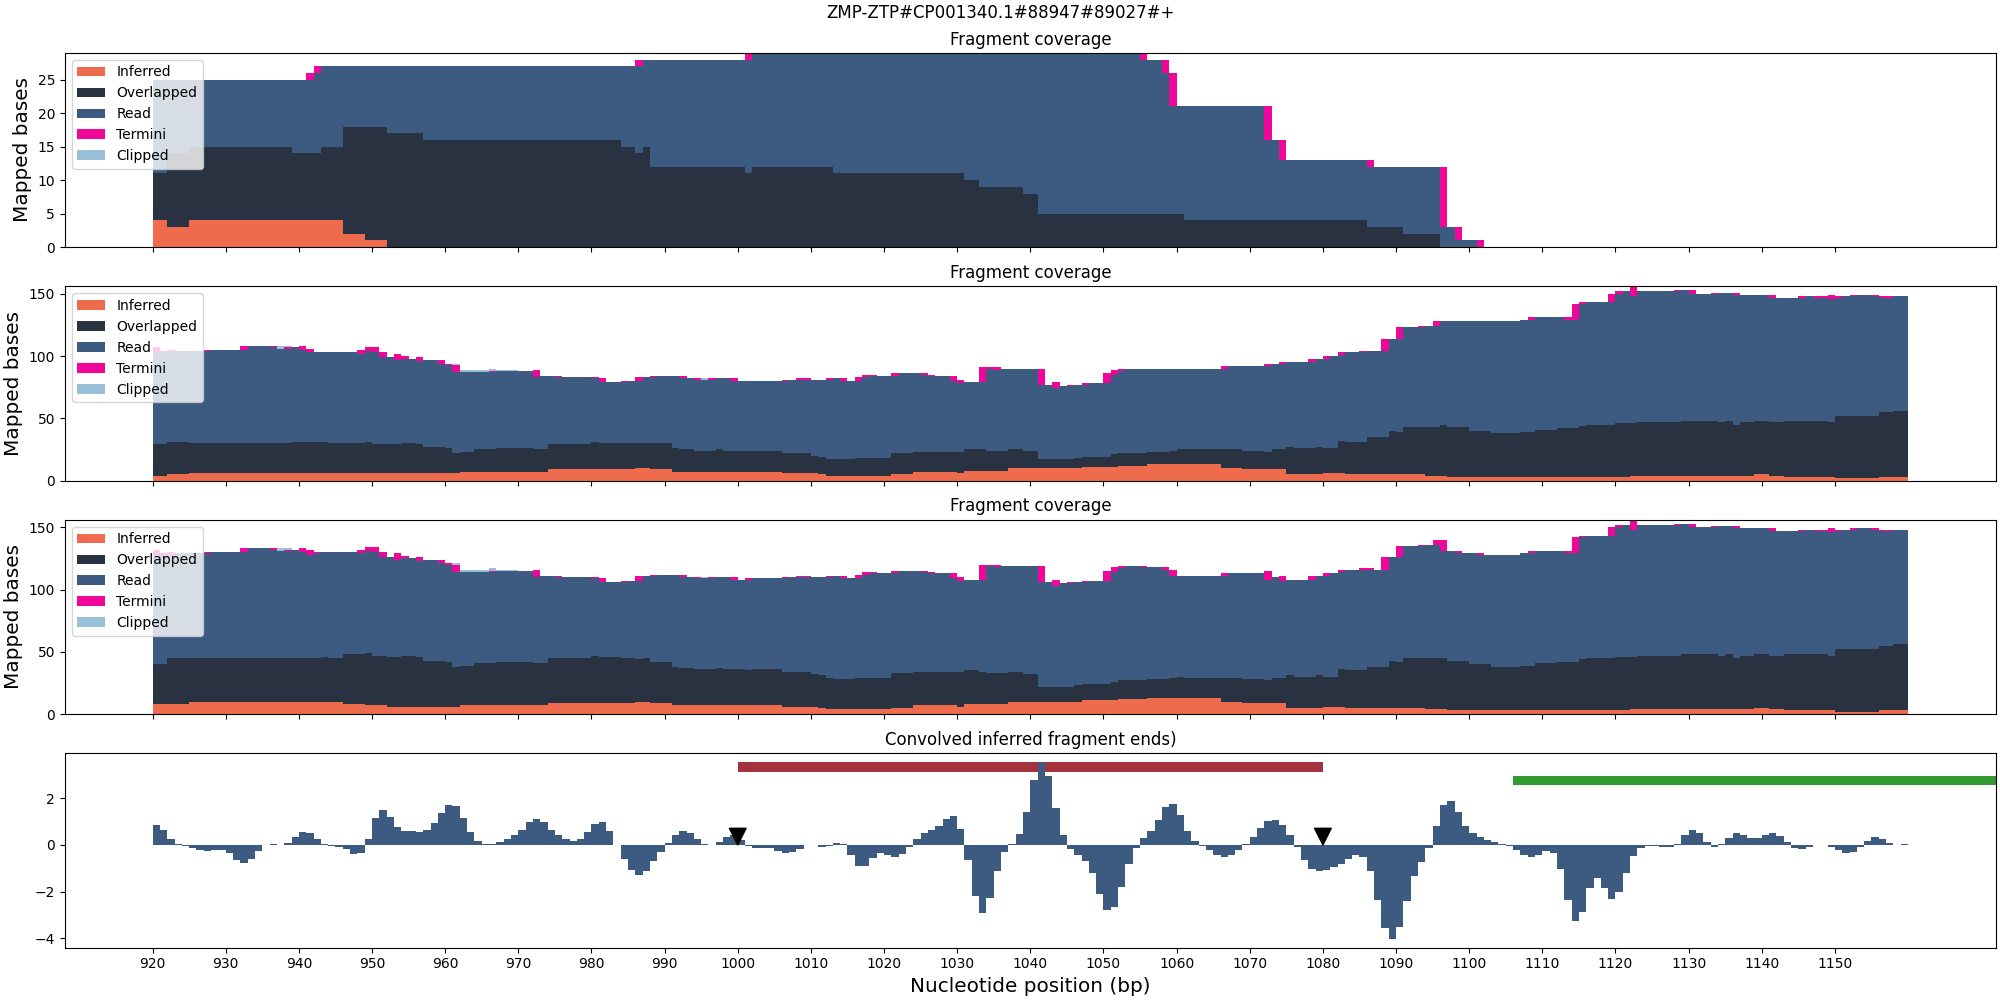 ZMP-ZTP#CP001340.1#88947#89027#+
Fragment coverage
Mapped bases
25
20
15
10
5
0
Inferred
Overlapped
Read
Termini
Clipped
Fragment coverage
Mapped bases
150
100
50
0
Inferred
Overlapped
Read
Termini
Clipped
Fragment coverage
Mapped bases
150
100
50
0
Inferred
Overlapped
Read
Termini
Clipped
Convolved inferred fragment ends)
2
0
−2
−4
920 930 940 950 960 970 980 990 1000 1010 1020 1030 1040 1050 1060 1070 1080 1090 1100 1110 1120 1130 1140 1150
Nucleotide position (bp)